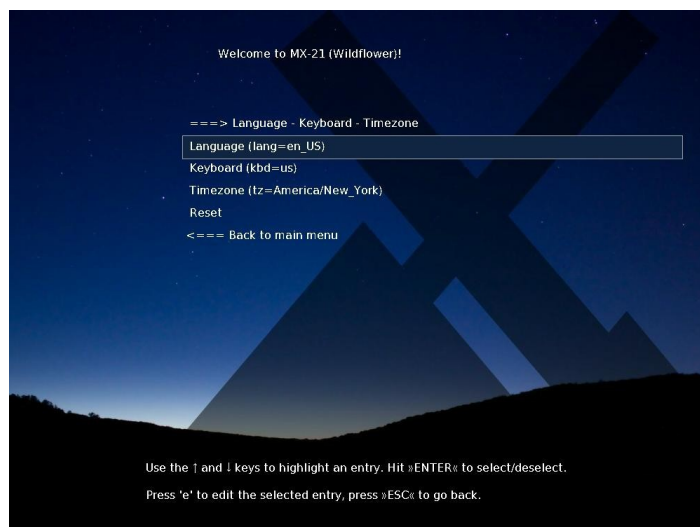 Welcome to MX-21 (Wildflower)!
===> Language - Keyboard - Timezone
Language (lang=en_US)
Keyboard (kbd=us)
Timezone (tz=America/New_York)
Reset
<=== Back to main menu
Use the ↑ and ↓ keys to highlight an entry. Hit »ENTER« to select/deselect.
Press 'e' to edit the selected entry, press »ESC« to go back.